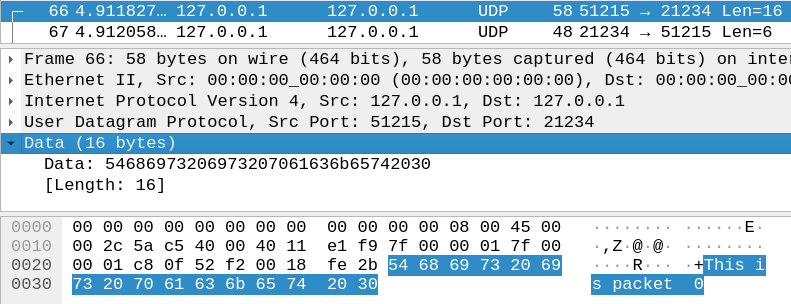 66 4.911827… 127.0.0.1 127.0.0.1 UDP 58 51215 → 21234 Len=16
67 4.912058… 127.0.0.1 127.0.0.1 UDP 48 21234 → 51215 Len=6
Frame 66: 58 bytes on wire (464 bits), 58 bytes captured (464 bits) on inter
Ethernet II, Src: 00:00:00_00:00:00 (00:00:00:00:00:00), Dst: 00:00:00_00:00
Internet Protocol Version 4, Src: 127.0.0.1, Dst: 127.0.0.1
User Datagram Protocol, Src Port: 51215, Dst Port: 21234
Data (16 bytes)
Data: 54686973206973207061636b65742030
[Length: 16]
0000 00 00 00 00 00 00 00 00 00 00 00 00 08 00 45 00 ········ ······E·
0010 00 2c 5a c5 40 00 40 11 e1 f9 7f 00 00 01 7f 00 ·,Z·@·@· ········
0020 00 01 c8 0f 52 f2 00 18 fe 2b 54 68 69 73 20 69 ····R··· ·+This i
0030 73 20 70 61 63 6b 65 74 20 30 s packet 0